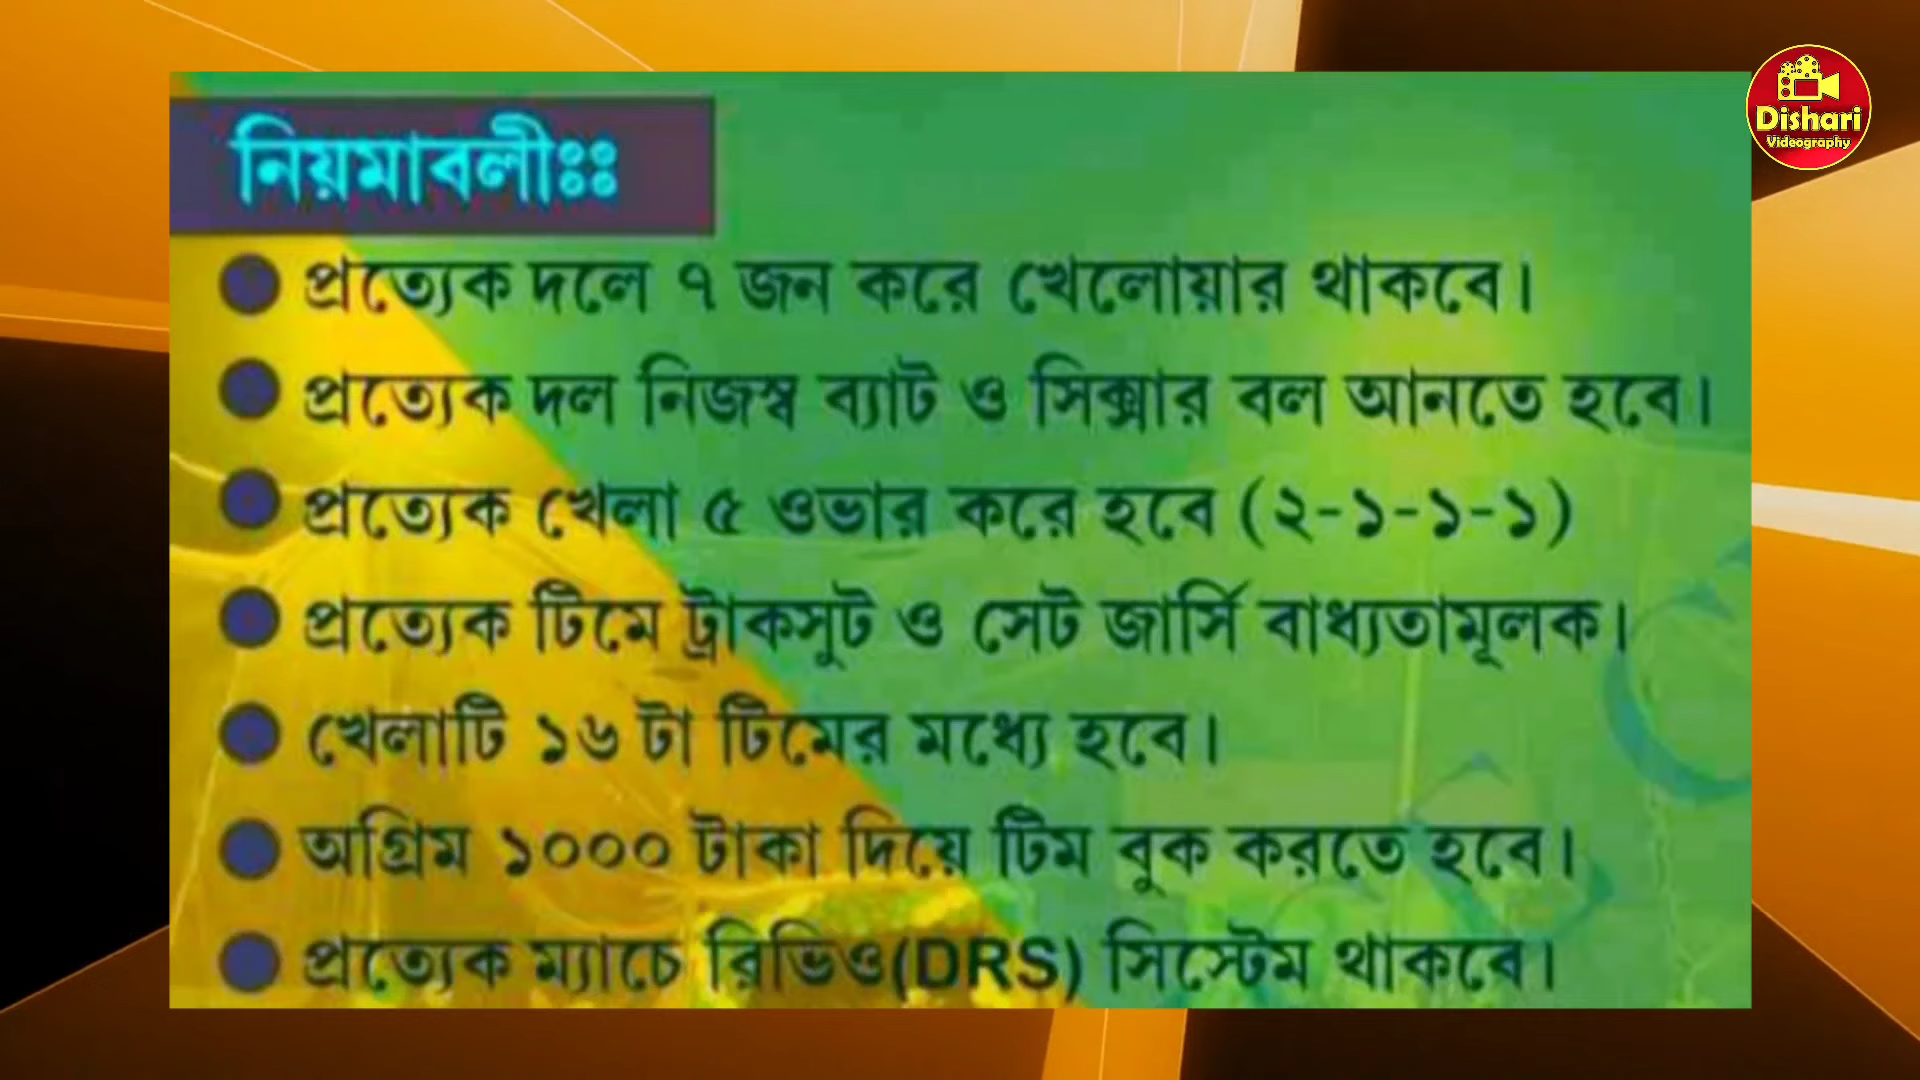 Dishari
Videography
নিয়মাবলীঃঃ
প্রত্যেক দলে ৭ জন করে খেলোয়ার থাকবে।
প্রত্যেক দল নিজস্ব ব্যাট ও সিক্সার বল আনতে হবে।
প্রত্যেক খেলা ৫ ওভার করে হবে (২-১-১-১)
প্রত্যেক টিমে ট্রাকসুট ও সেট জার্সি বাধ্যতামূলক।
খেলাটি ১৬ টা টিমের মধ্যে হবে।
অগ্রিম ১০০০ টাকা দিয়ে টিম বুক করতে হবে।
প্রত্যেক ম্যাচে রিভিও(DRS) সিস্টেম থাকবে।